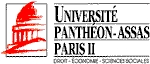 UNIVERSITÉ
PANTHÉON-ASSAS
PARIS II
DROIT - ÉCONOMIE - SCIENCES SOCIALES